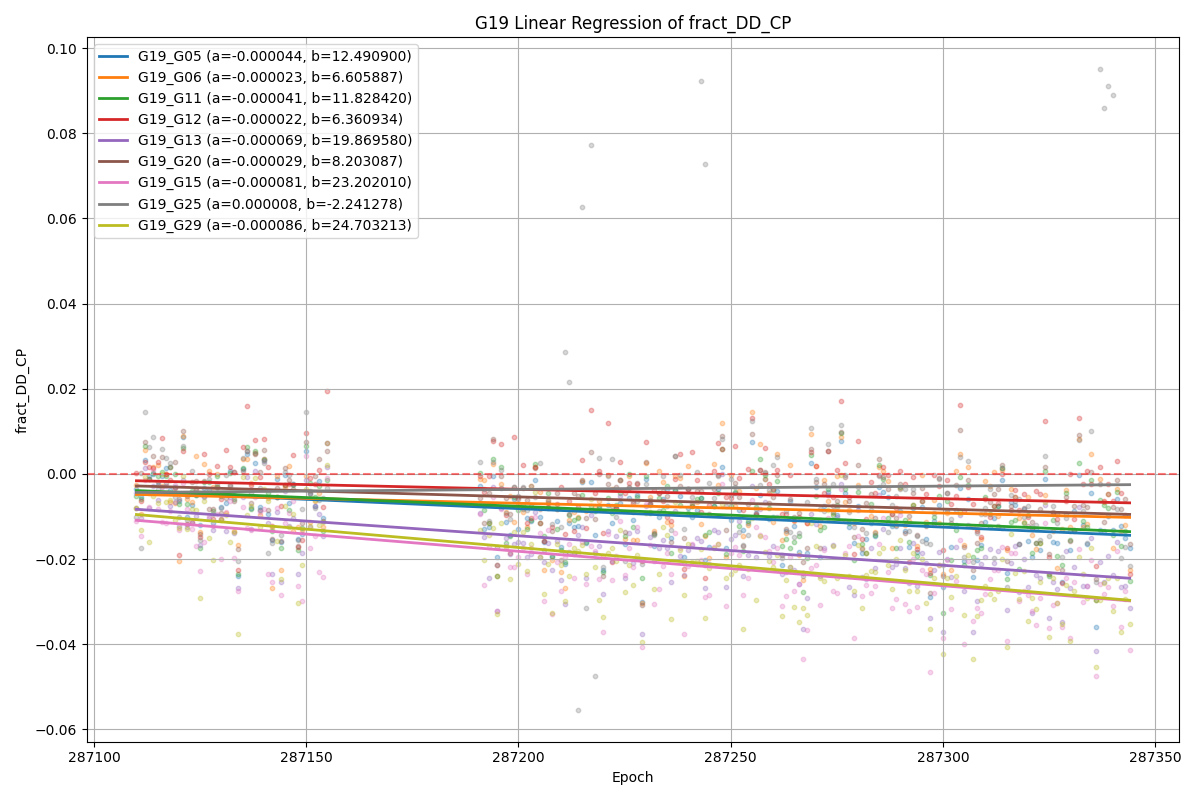 G19 Linear Regression of fract_DD_CP
G19_G05 (a=-0.000044, b=12.490900)
G19_G06 (a=-0.000023, b=6.605887)
G19_G11 (a=-0.000041, b=11.828420)
G19_G12 (a=-0.000022, b=6.360934)
G19_G13 (a=-0.000069, b=19.869580)
G19_G20 (a=-0.000029, b=8.203087)
G19_G15 (a=-0.000081, b=23.202010)
G19_G25 (a=0.000008, b=-2.241278)
G19_G29 (a=-0.000086, b=24.703213)
fract_DD_CP
0.10
0.08
0.06
0.04
0.02
0.00
−0.02
−0.04
−0.06
287100 287150 287200 287250 287300 287350
Epoch